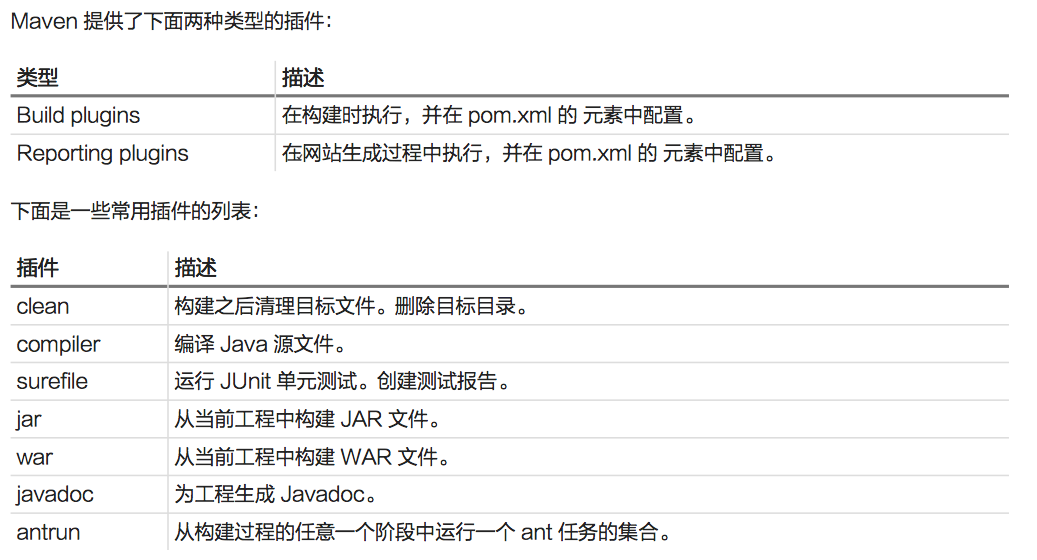 Maven 提供了下面两种类型的插件：
类型 描述
Build plugins 在构建时执行，并在 pom.xml 的 元素中配置。
Reporting plugins 在网站生成过程中执行，并在 pom.xml 的 元素中配置。
下面是一些常用插件的列表：
插件 描述
clean 构建之后清理目标文件。删除目标目录。
compiler 编译 Java 源文件。
surefile 运行 JUnit 单元测试。创建测试报告。
jar 从当前工程中构建 JAR 文件。
war 从当前工程中构建 WAR 文件。
javadoc 为工程生成 Javadoc。
antrun 从构建过程的任意一个阶段中运行一个 ant 任务的集合。